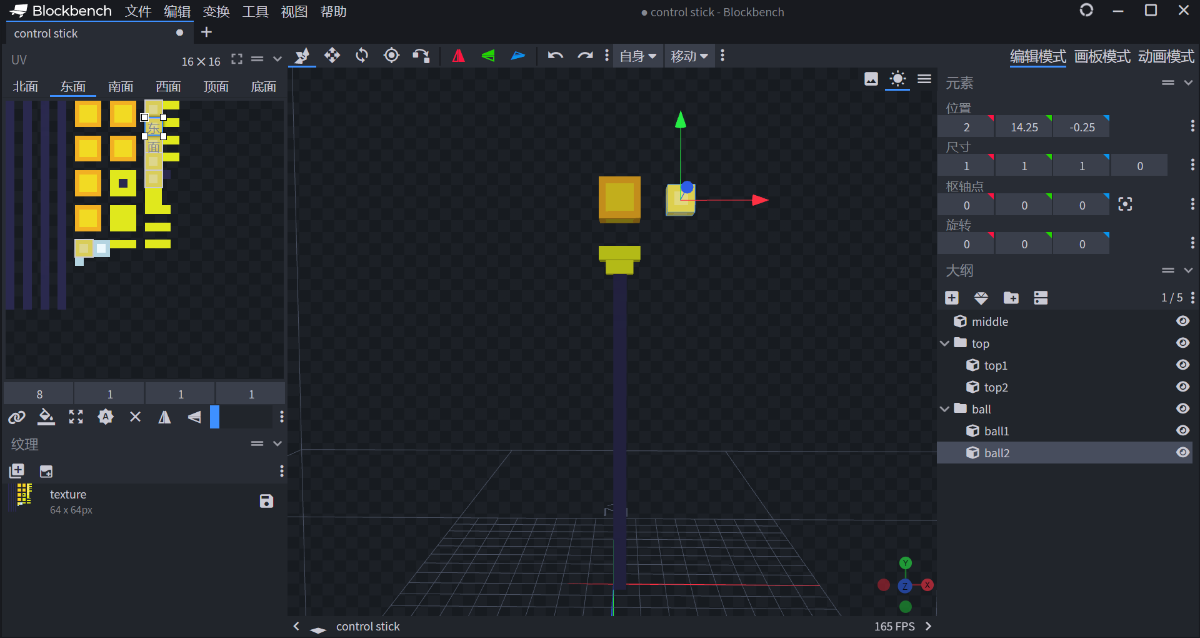 Blockbench 文件 编辑 变换 工具 视图 帮助
● control stick - Blockbench
control stick
UV
16 × 16
北面 东面 南面 西面 顶面 底面
东
面
8 1 1 1
纹理
texture
64 x 64px
自身 移动
编辑模式 画板模式 动画模式
元素
位置
2 14.25 -0.25
尺寸
1 1 1 0
枢轴点
0 0 0
旋转
0 0 0
大纲
1 / 5
middle
top
top1
top2
ball
ball1
ball2
Y
Z X
control stick
165 FPS